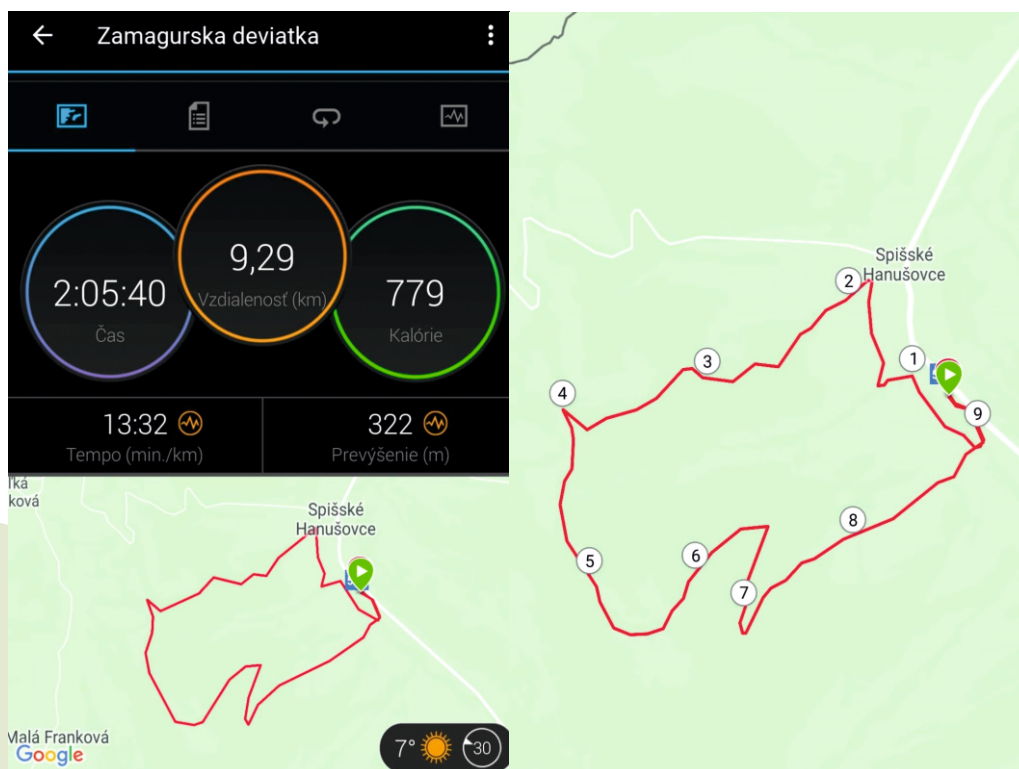 Zamagurska deviatka
2:05:40
Čas
9,29
Vzdialenosť (km)
779
Kalórie
13:32
Tempo (min./km)
322
Prevýšenie (m)
ková
Spišské
Hanušovce
Malá Franková
Google
7°
30
Spišské
Hanušovce
1
2
3
4
5
6
7
8
9